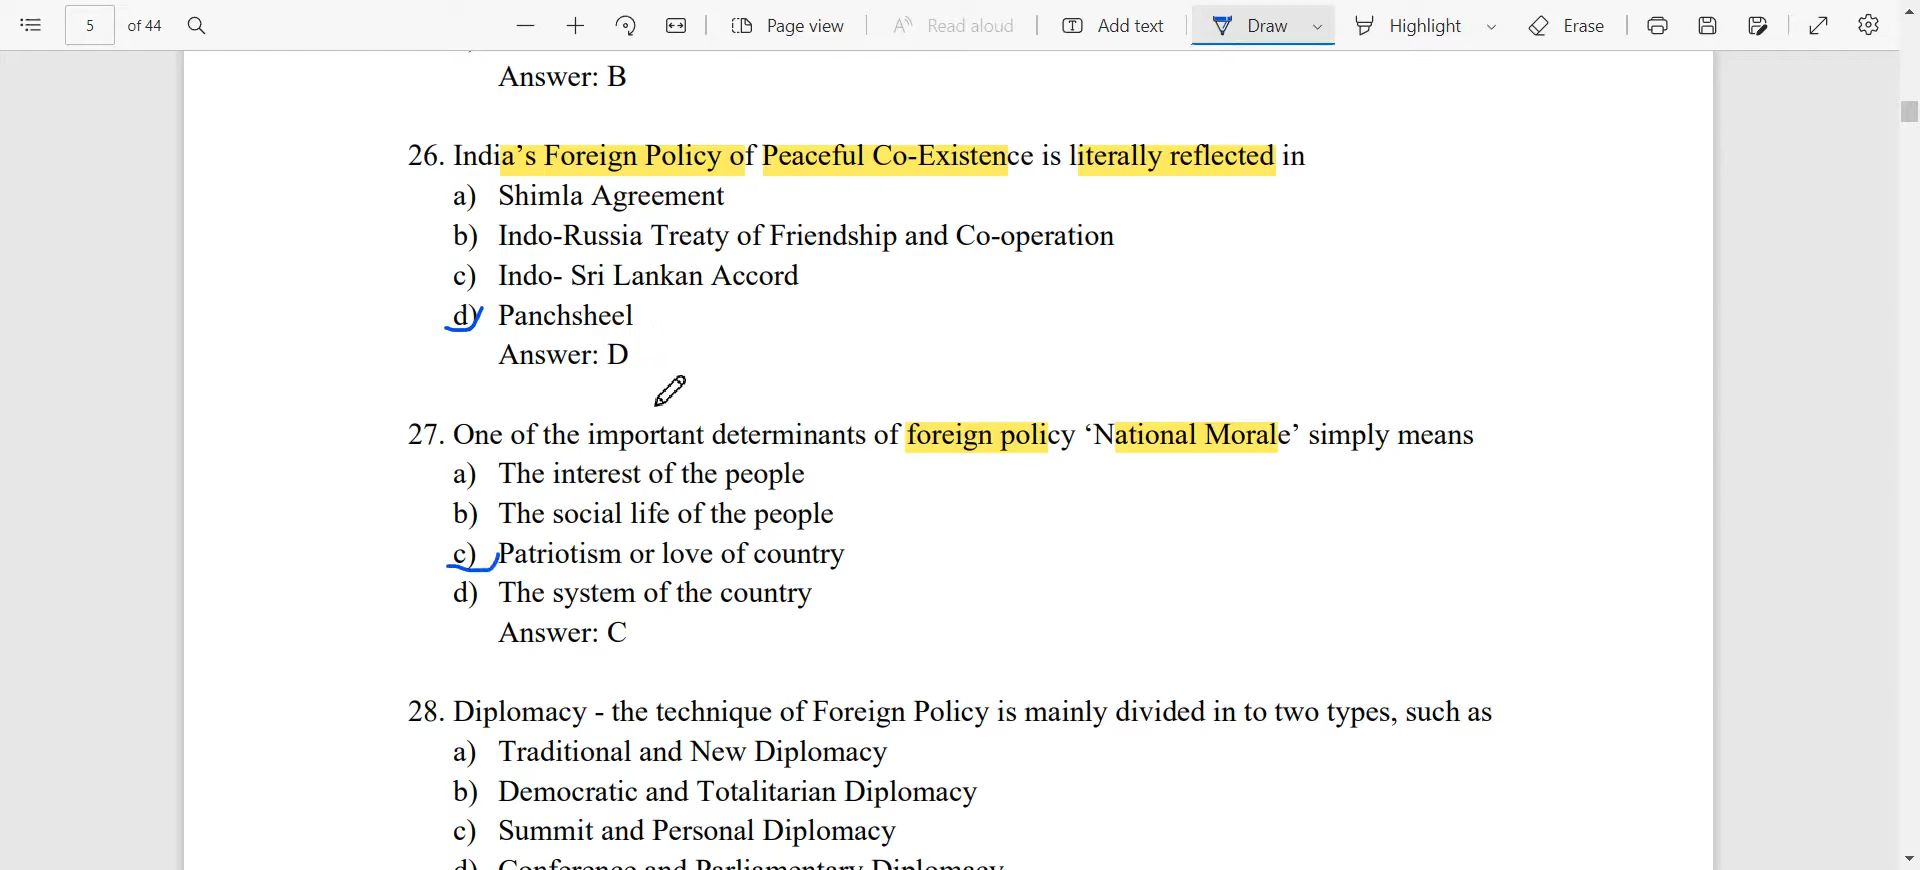 5 of 44 Page view Read aloud Add text Draw Highlight Erase
Answer: B
26. India’s Foreign Policy of Peaceful Co-Existence is literally reflected in
a) Shimla Agreement
b) Indo-Russia Treaty of Friendship and Co-operation
c) Indo- Sri Lankan Accord
d) Panchsheel
Answer: D
27. One of the important determinants of foreign policy ‘National Morale’ simply means
a) The interest of the people
b) The social life of the people
c) Patriotism or love of country
d) The system of the country
Answer: C
28. Diplomacy - the technique of Foreign Policy is mainly divided in to two types, such as
a) Traditional and New Diplomacy
b) Democratic and Totalitarian Diplomacy
c) Summit and Personal Diplomacy
d) Conference and Parliamentary Diplomacy